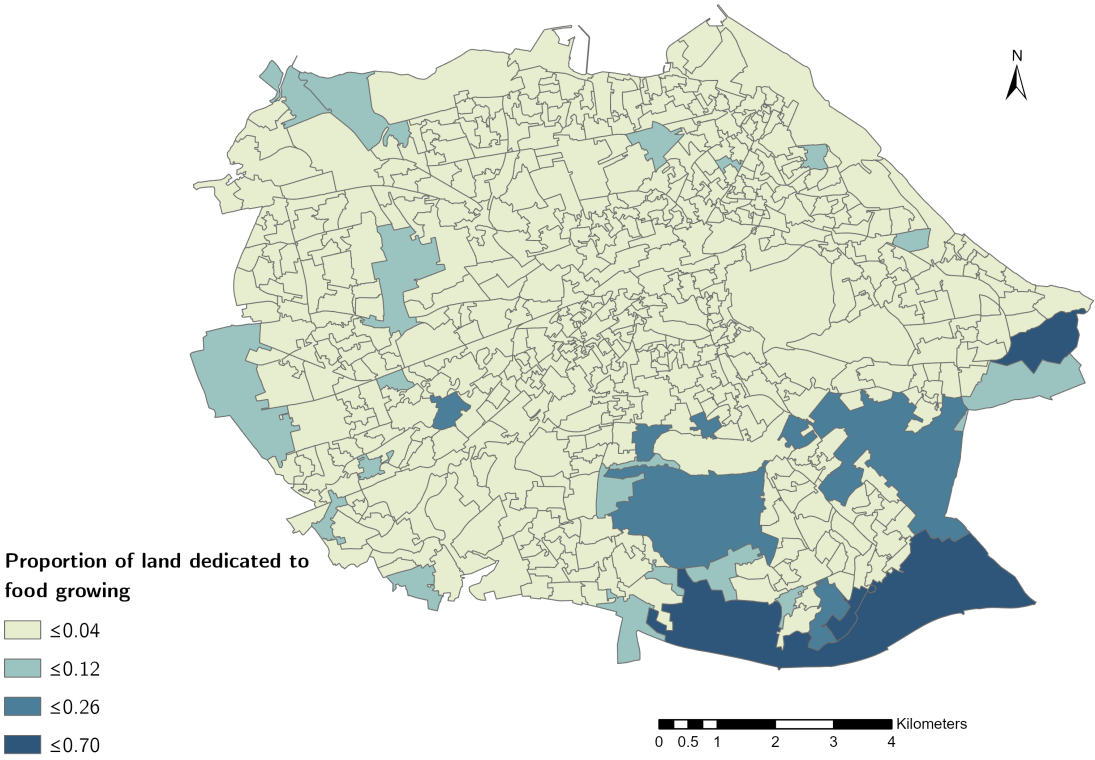 N
Proportion of land dedicated to
food growing
≤0.04
≤0.12
≤0.26
≤0.70
Kilometers
0 0.5 1 2 3 4